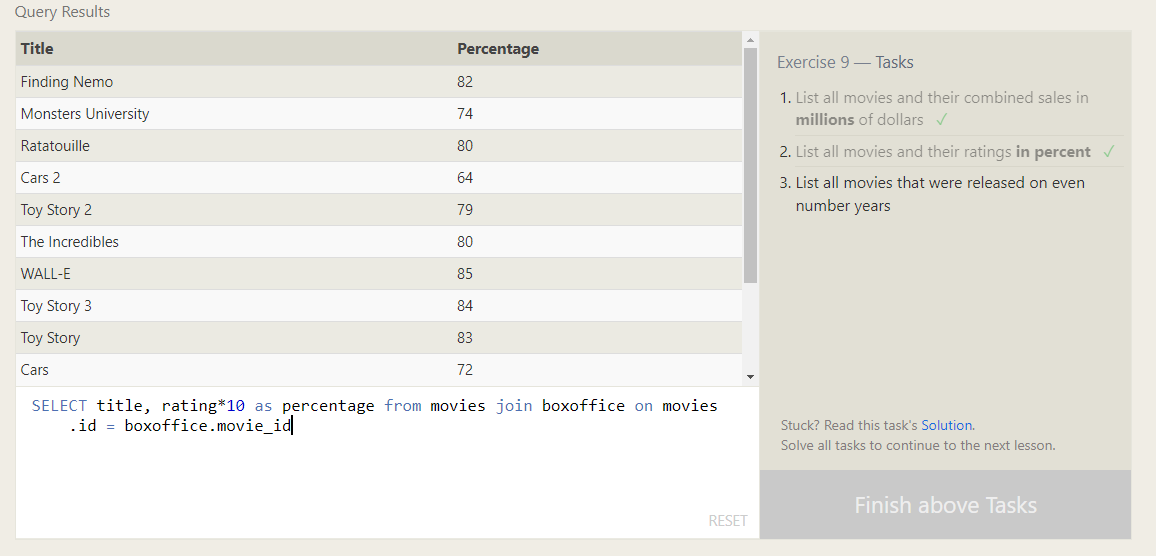 Query Results
Title Percentage
Finding Nemo 82
Monsters University 74
Ratatouille 80
Cars 2 64
Toy Story 2 79
The Incredibles 80
WALL-E 85
Toy Story 3 84
Toy Story 83
Cars 72
SELECT title, rating*10 as percentage from movies join boxoffice on movies
.id = boxoffice.movie_id
RESET
Exercise 9 — Tasks
1. List all movies and their combined sales in
millions of dollars ✓
2. List all movies and their ratings in percent ✓
3. List all movies that were released on even
number years
Stuck? Read this task's Solution.
Solve all tasks to continue to the next lesson.
Finish above Tasks